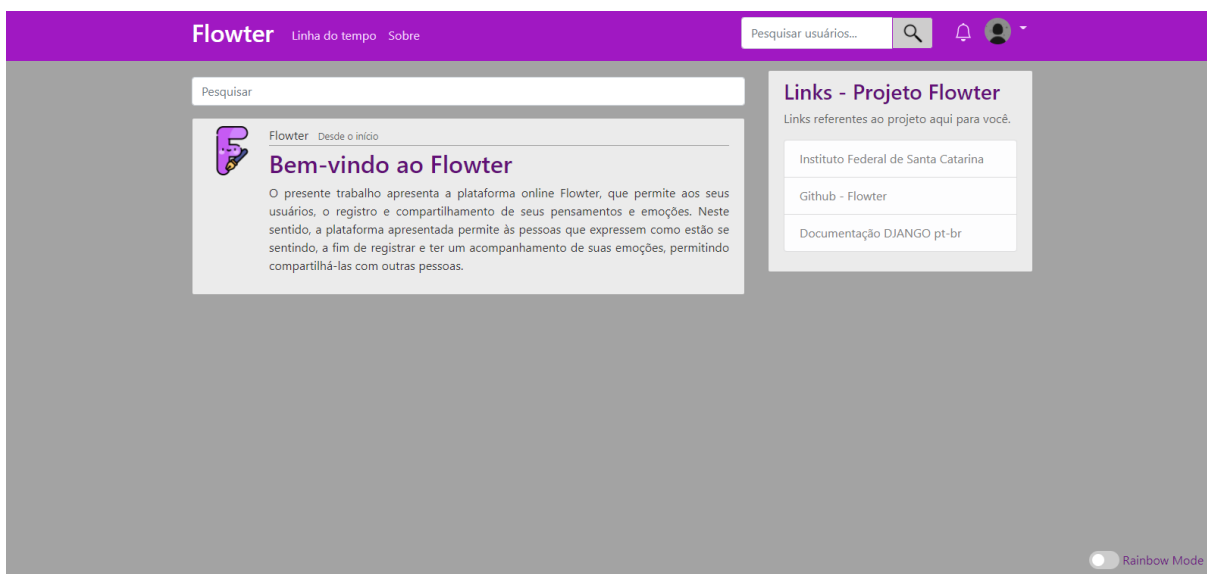 Flowter Linha do tempo Sobre Pesquisar usuários...
Pesquisar
Flowter Desde o início
Bem-vindo ao Flowter
O presente trabalho apresenta a plataforma online Flowter, que permite aos seus
usuários, o registro e compartilhamento de seus pensamentos e emoções. Neste
sentido, a plataforma apresentada permite às pessoas que expressem como estão se
sentindo, a fim de registrar e ter um acompanhamento de suas emoções, permitindo
compartilhá-las com outras pessoas.
Links - Projeto Flowter
Links referentes ao projeto aqui para você.
Instituto Federal de Santa Catarina
Github - Flowter
Documentação DJANGO pt-br
Rainbow Mode